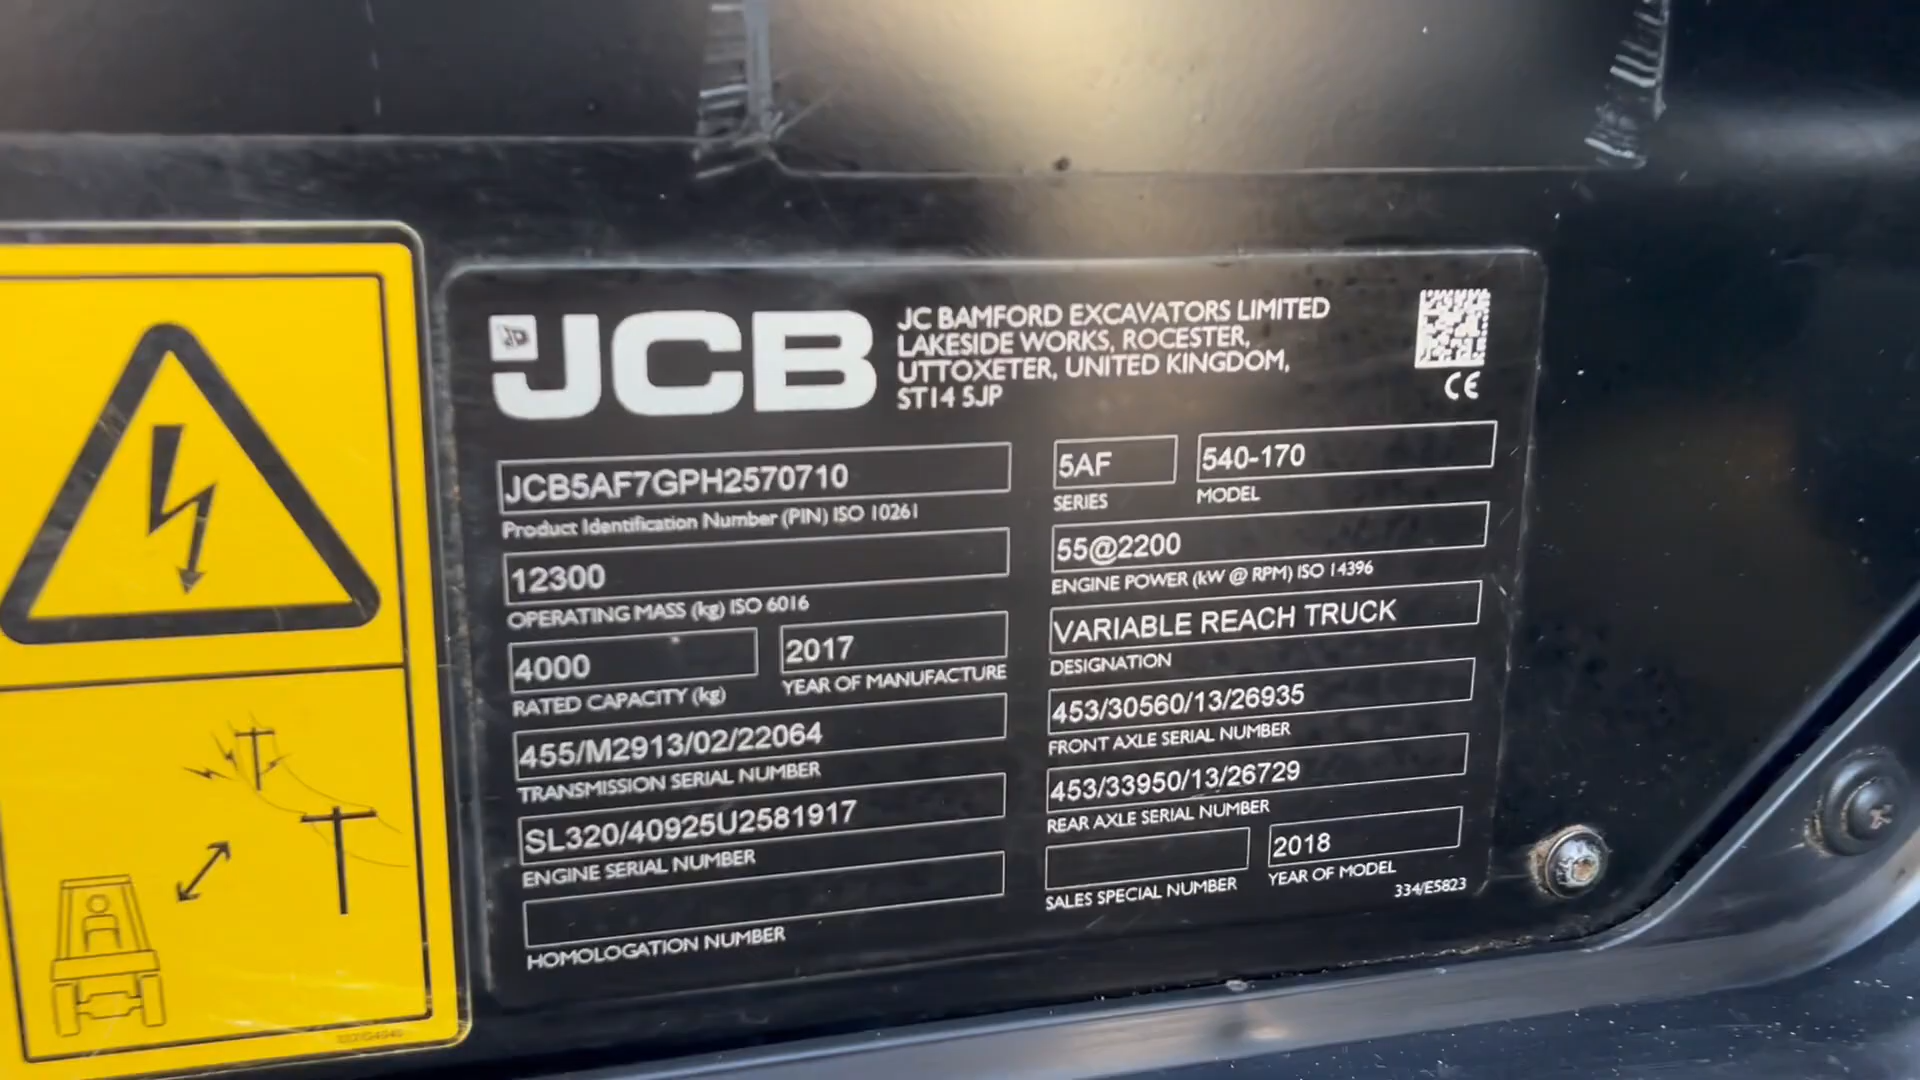 JCB
JC BAMFORD EXCAVATORS LIMITED
LAKESIDE WORKS, ROCESTER,
UTTOXETER, UNITED KINGDOM,
ST14 5JP
CE
JCB5AF7GPH2570710
Product Identification Number (PIN) ISO 10261
12300
OPERATING MASS (kg) ISO 6016
4000
RATED CAPACITY (kg)
2017
YEAR OF MANUFACTURE
455/M2913/02/22064
TRANSMISSION SERIAL NUMBER
SL320/40925U2581917
ENGINE SERIAL NUMBER
HOMOLOGATION NUMBER
5AF
SERIES
540-170
MODEL
55@2200
ENGINE POWER (kW @ RPM) ISO 14396
VARIABLE REACH TRUCK
DESIGNATION
453/30560/13/26935
FRONT AXLE SERIAL NUMBER
453/33950/13/26729
REAR AXLE SERIAL NUMBER
SALES SPECIAL NUMBER
2018
YEAR OF MODEL
334/E5823